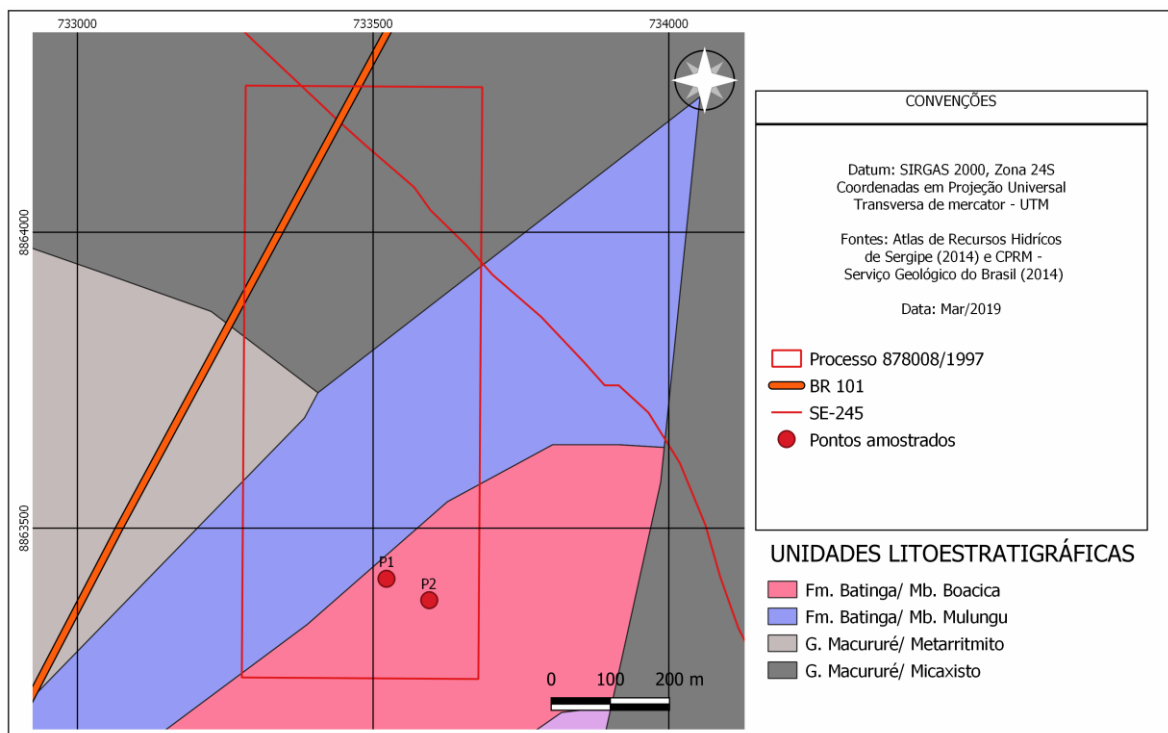 733000
733500
734000
8864000
8863500
P1
P2
0 100 200 m
CONVENÇÕES
Datum: SIRGAS 2000, Zona 24S
Coordenadas em Projeção Universal
Transversa de mercator - UTM
Fontes: Atlas de Recursos Hidrícos
de Sergipe (2014) e CPRM -
Serviço Geológico do Brasil (2014)
Data: Mar/2019
Processo 878008/1997
BR 101
SE-245
Pontos amostrados
UNIDADES LITOESTRATIGRÁFICAS
Fm. Batinga/ Mb. Boacica
Fm. Batinga/ Mb. Mulungu
G. Macururé/ Metarritmito
G. Macururé/ Micaxisto